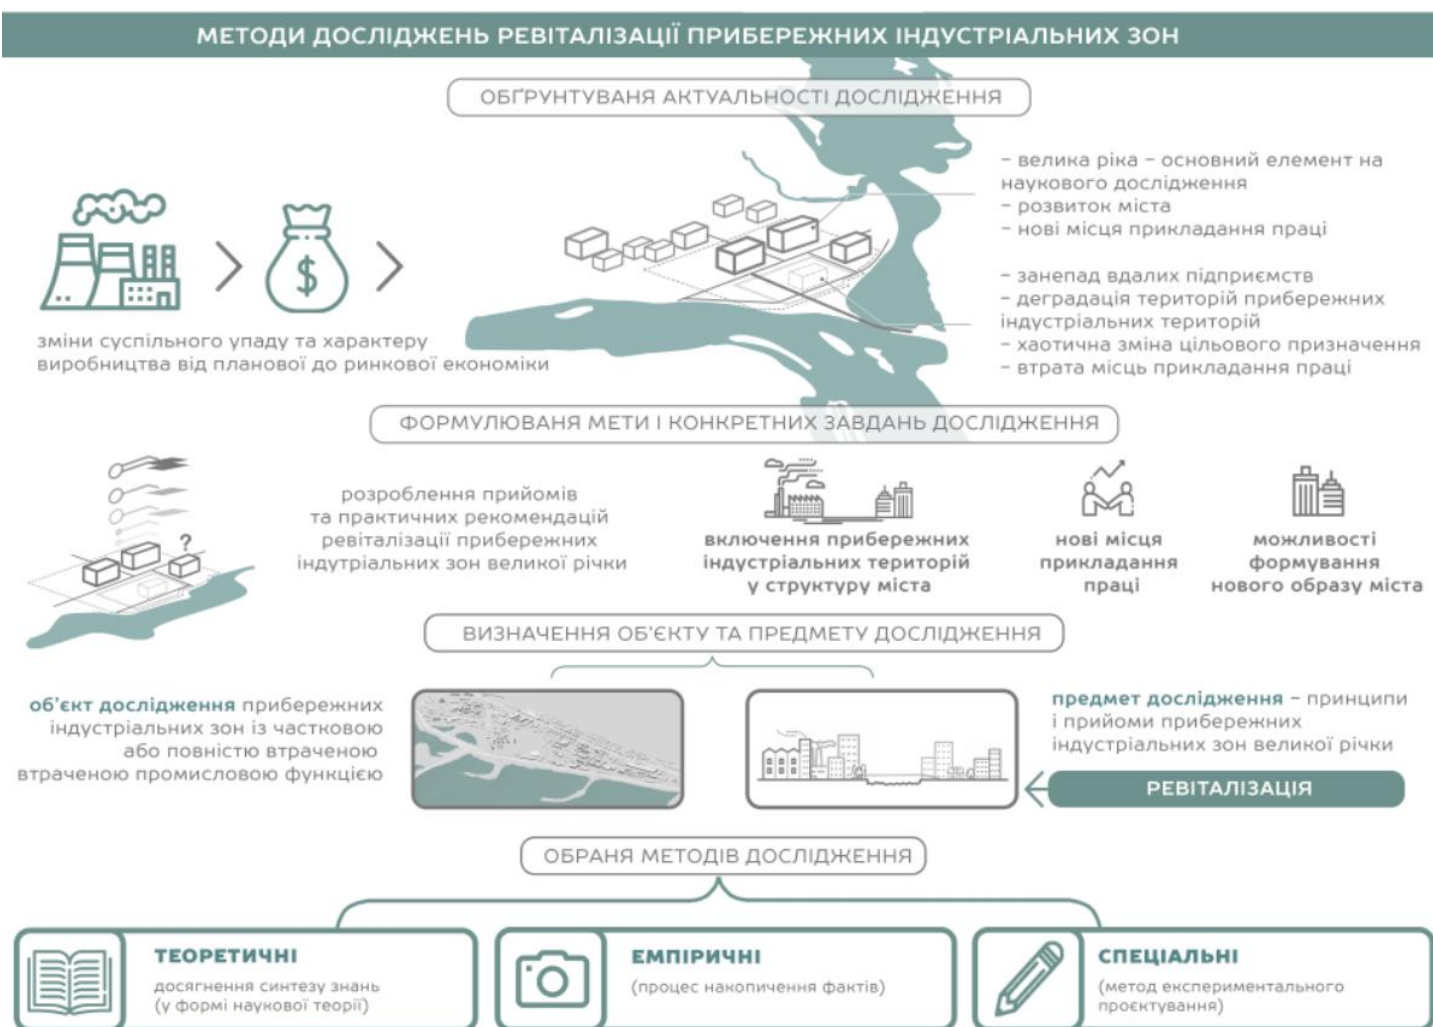 МЕТОДИ ДОСЛІДЖЕНЬ РЕВІТАЛІЗАЦІЇ ПРИБЕРЕЖНИХ ІНДУСТРІАЛЬНИХ ЗОН
ОБҐРУНТУВАНЯ АКТУАЛЬНОСТІ ДОСЛІДЖЕННЯ
$
зміни суспільного упаду та характеру
виробництва від планової до ринкової економіки
– велика ріка – основний елемент на
наукового дослідження
– розвиток міста
– нові місця прикладання праці
– занепад вдалих підприємств
– деградація територій прибережних
індустріальних територій
– хаотична зміна цільового призначення
– втрата місць прикладання праці
ФОРМУЛЮВАНЯ МЕТИ І КОНКРЕТНИХ ЗАВДАНЬ ДОСЛІДЖЕННЯ
?
розроблення прийомів
та практичних рекомендацій
ревіталізації прибережних
індутріальних зон великої річки
включення прибережних
індустріальних територій
у структуру міста
нові місця
прикладання
праці
можливості
формування
нового образу міста
ВИЗНАЧЕННЯ ОБ'ЄКТУ ТА ПРЕДМЕТУ ДОСЛІДЖЕННЯ
об'єкт дослідження прибережних
індустріальних зон із частковою
або повністю втраченою
втраченою промисловою функцією
предмет дослідження – принципи
і прийоми прибережних
індустріальних зон великої річки
РЕВІТАЛІЗАЦІЯ
ОБРАНЯ МЕТОДІВ ДОСЛІДЖЕННЯ
ТЕОРЕТИЧНІ
досягнення синтезу знань
(у формі наукової теорії)
ЕМПІРИЧНІ
(процес накопичення фактів)
СПЕЦІАЛЬНІ
(метод експериментального
проєктування)